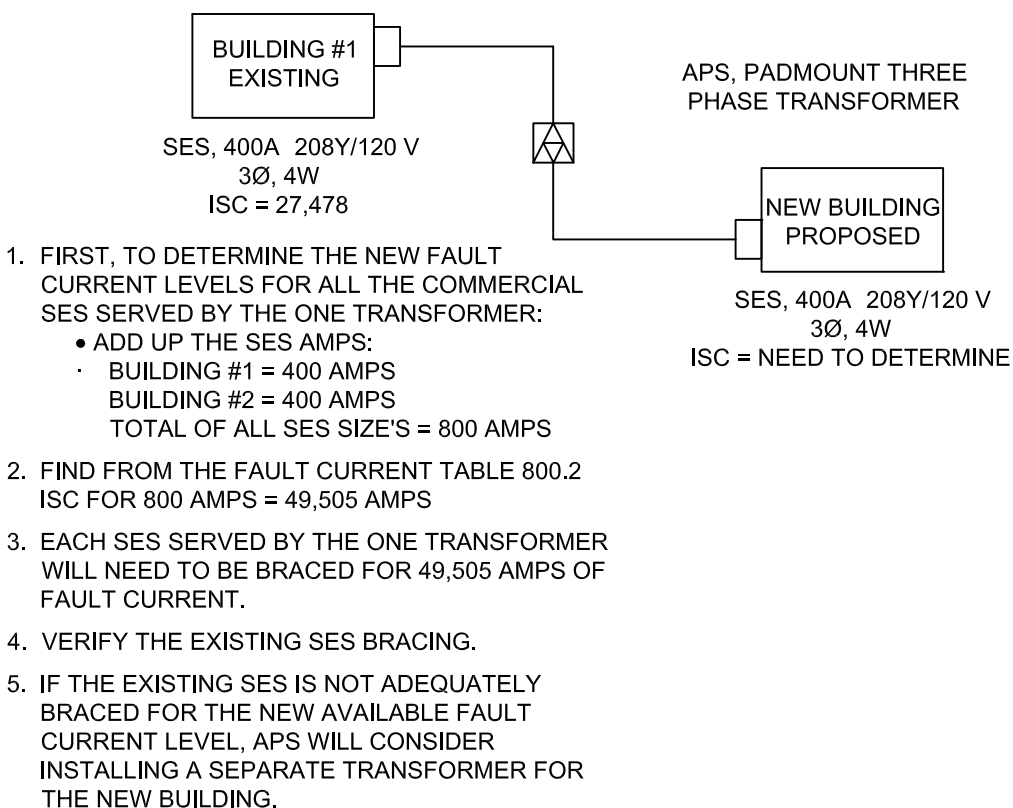 BUILDING #1
EXISTING
SES, 400A 208Y/120 V
3Ø, 4W
ISC = 27,478
APS, PADMOUNT THREE
PHASE TRANSFORMER
NEW BUILDING
PROPOSED
SES, 400A 208Y/120 V
3Ø, 4W
ISC = NEED TO DETERMINE
1. FIRST, TO DETERMINE THE NEW FAULT
CURRENT LEVELS FOR ALL THE COMMERCIAL
SES SERVED BY THE ONE TRANSFORMER:
• ADD UP THE SES AMPS:
· BUILDING #1 = 400 AMPS
BUILDING #2 = 400 AMPS
TOTAL OF ALL SES SIZE'S = 800 AMPS
2. FIND FROM THE FAULT CURRENT TABLE 800.2
ISC FOR 800 AMPS = 49,505 AMPS
3. EACH SES SERVED BY THE ONE TRANSFORMER
WILL NEED TO BE BRACED FOR 49,505 AMPS OF
FAULT CURRENT.
4. VERIFY THE EXISTING SES BRACING.
5. IF THE EXISTING SES IS NOT ADEQUATELY
BRACED FOR THE NEW AVAILABLE FAULT
CURRENT LEVEL, APS WILL CONSIDER
INSTALLING A SEPARATE TRANSFORMER FOR
THE NEW BUILDING.